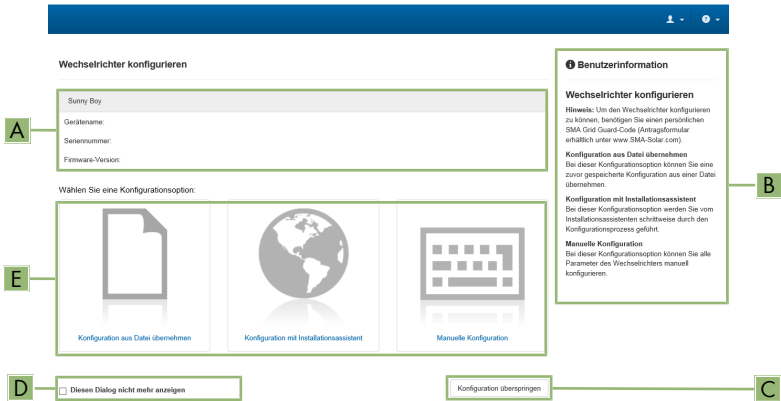 Wechselrichter konfigurieren
A
Sunny Boy
Gerätename:
Seriennummer:
Firmware-Version:
Wählen Sie eine Konfigurationsoption:
E
Konfiguration aus Datei übernehmen
Konfiguration mit Installationsassistent
Manuelle Konfiguration
D
Diesen Dialog nicht mehr anzeigen
Konfiguration überspringen
C
Benutzerinformation
Wechselrichter konfigurieren
Hinweis: Um den Wechselrichter konfigurieren
zu können, benötigen Sie einen persönlichen
SMA Grid Guard-Code (Antragsformular
erhältlich unter www.SMA-Solar.com).
Konfiguration aus Datei übernehmen
Bei dieser Konfigurationsoption können Sie eine
zuvor gespeicherte Konfiguration aus einer Datei
übernehmen.
Konfiguration mit Installationsassistent
Bei dieser Konfigurationsoption werden Sie vom
Installationsassistenten schrittweise durch den
Konfigurationsprozess geführt.
Manuelle Konfiguration
Bei dieser Konfigurationsoption können Sie alle
Parameter des Wechselrichters manuell
konfigurieren.
B